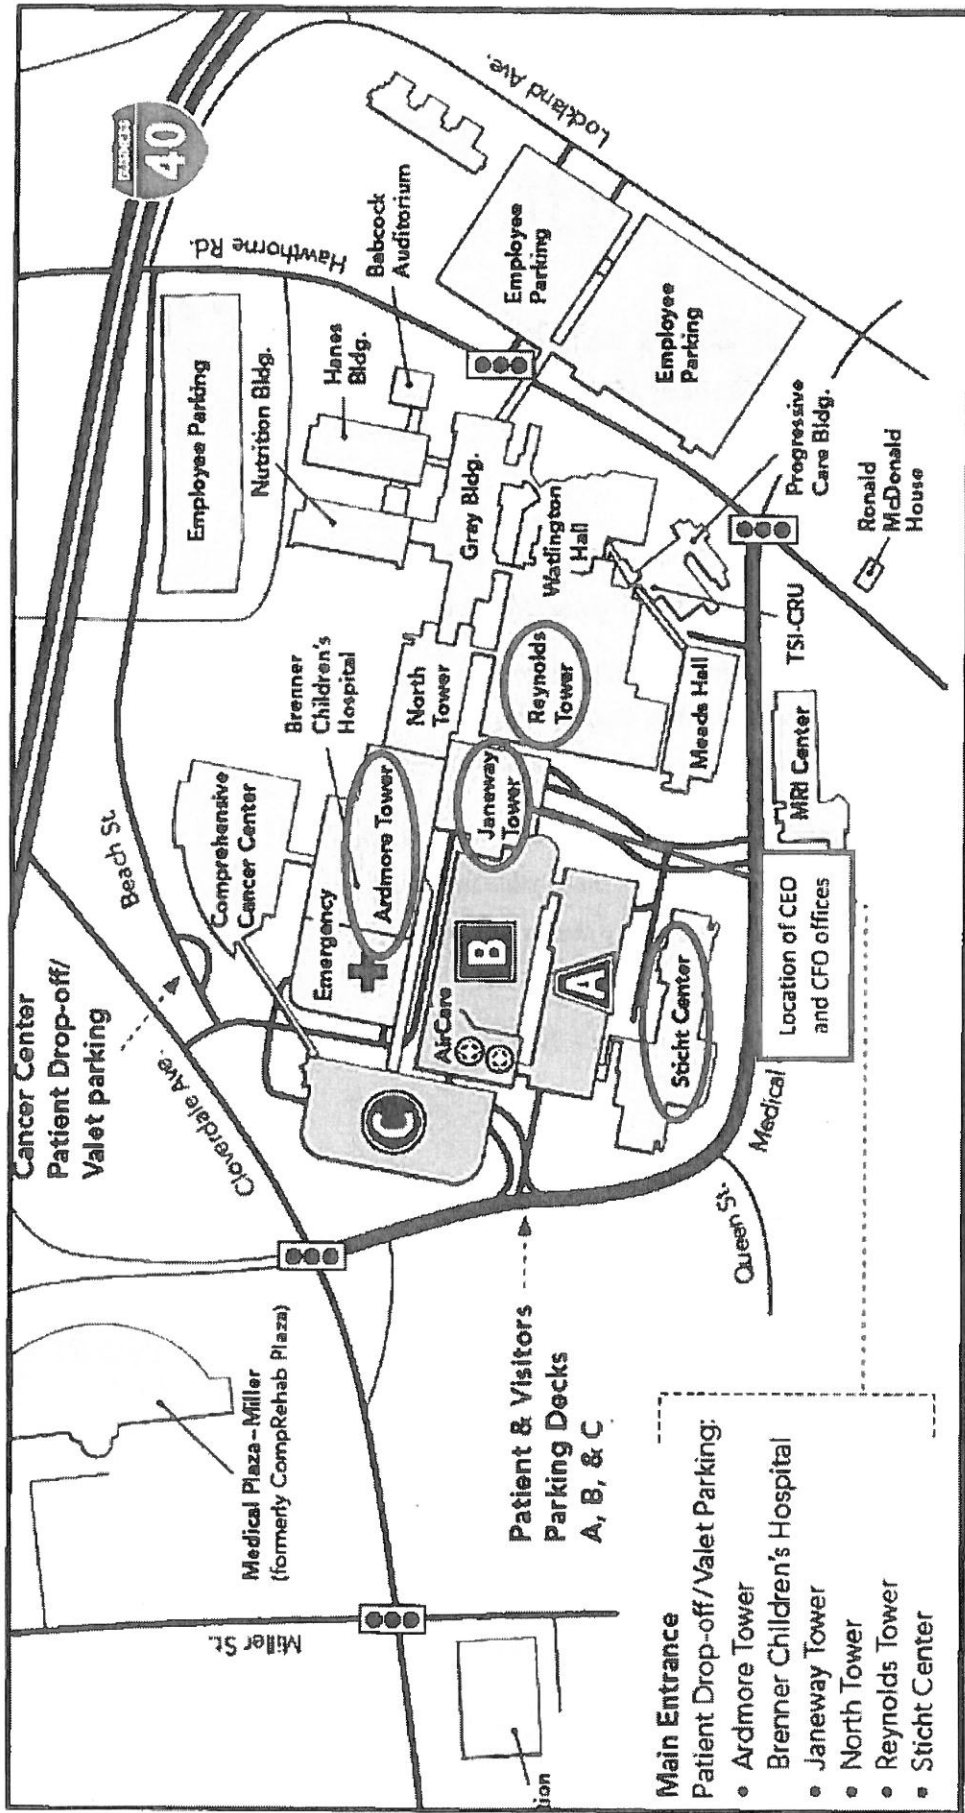 Cancer Center
Patient Drop-off/
Valet parking
Cloverdale Ave.
Beach St.
BUSINESS
40
Hawthorne Rd.
Lockland Ave.
Employee Parking
Nutrition Bldg.
Hanes
Bldg.
Babcock
Auditorium
Employee
Parking
Employee
Parking
Comprehensive
Cancer Center
Brenner
Children's
Hospital
Emergency
Ardmore Tower
North
Tower
Gray Bldg.
Watlington
Hall
Reynolds
Tower
Janeway
Tower
AirCare
C
B
A
Sticht Center
Meads Hall
TSI-CRU
Progressive
Care Bldg.
Ronald
McDonald
House
MRI Center
Location of CEO
and CFO offices
Medical
Queen St.
Medical Plaza–Miller
(formerly CompRehab Plaza)
Patient & Visitors
Parking Decks
A, B, & C
Miller St.
Main Entrance
Patient Drop-off/Valet Parking:
• Ardmore Tower
Brenner Children's Hospital
• Janeway Tower
• North Tower
• Reynolds Tower
• Sticht Center
ion